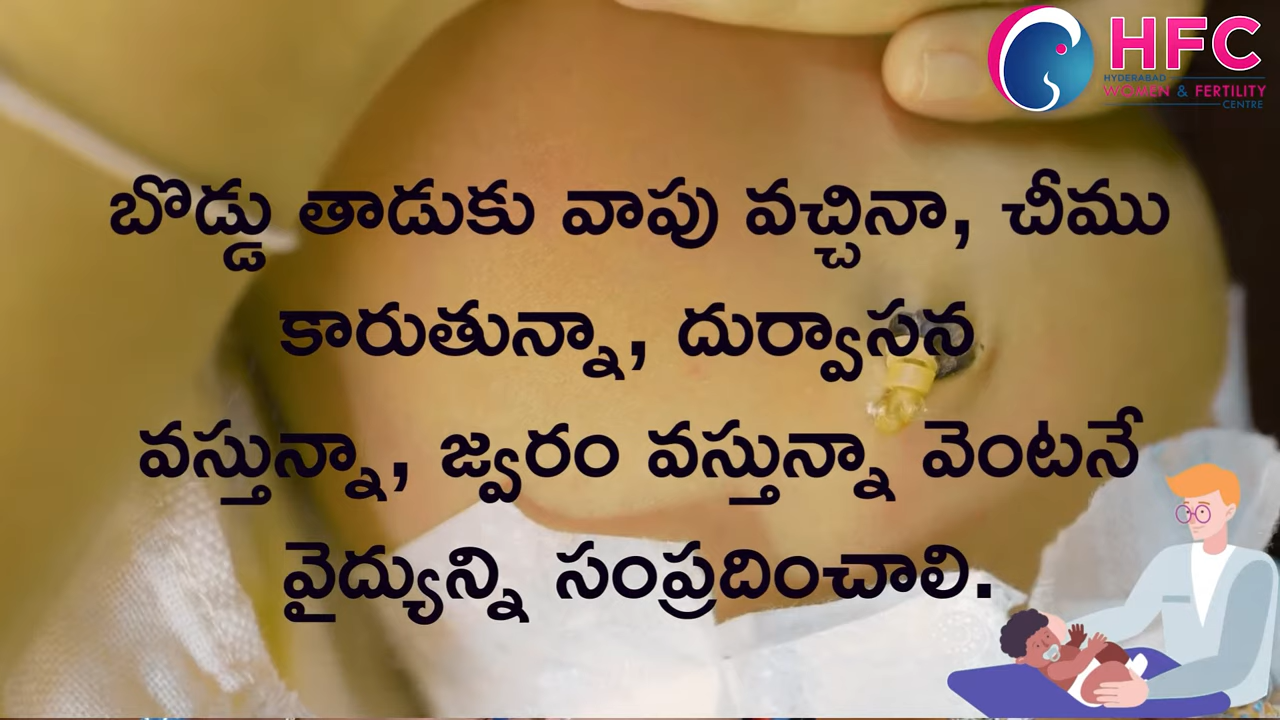 HFC
HYDERABAD
WOMEN & FERTILITY
CENTRE
బొడ్డు తాడుకు వాపు వచ్చినా, చీము
కారుతున్నా, దుర్వాసన
వస్తున్నా, జ్వరం వస్తున్నా వెంటనే
వైద్యున్ని సంప్రదించాలి.